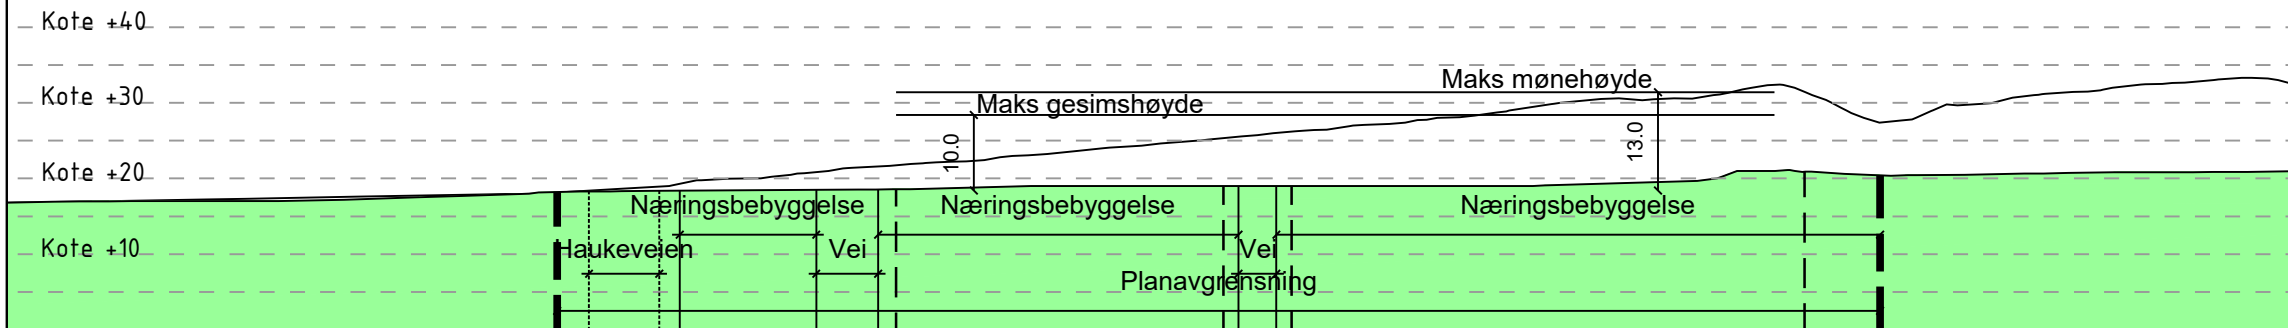 Kote +40
Maks mønehøyde
Kote +30
Maks gesimshøyde
10.0
13.0
Kote +20
Næringsbebyggelse
Næringsbebyggelse
Næringsbebyggelse
Kote +10
Haukeveien
Vei
Vei
Planavgrensning